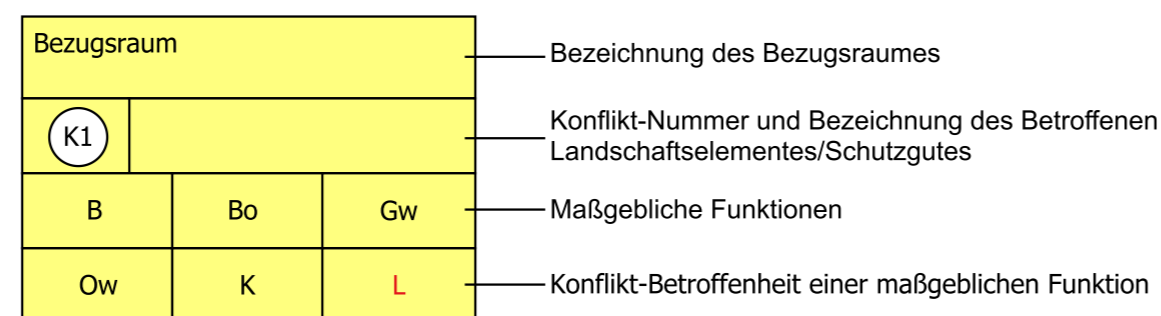 Bezugsraum
Bezeichnung des Bezugsraumes
K1
Konflikt-Nummer und Bezeichnung des Betroffenen
Landschaftselementes/Schutzgutes
B Bo Gw
Maßgebliche Funktionen
Ow K L
Konflikt-Betroffenheit einer maßgeblichen Funktion